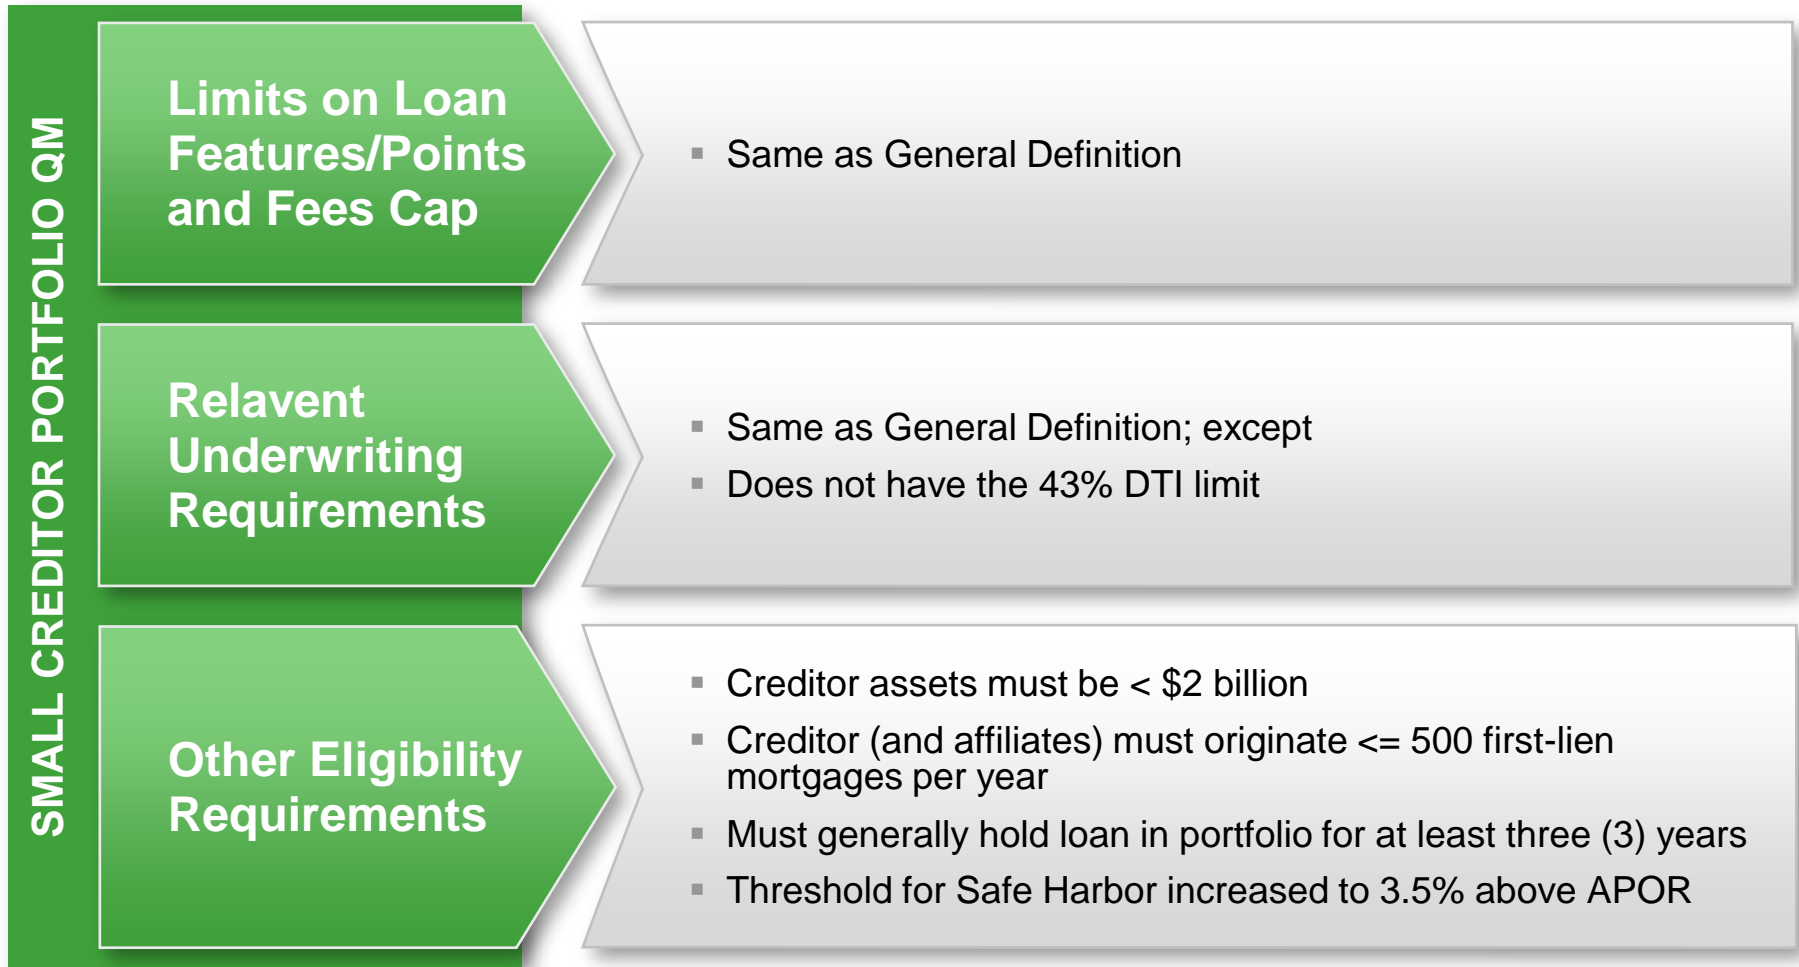 SMALL CREDITOR PORTFOLIO QM
Limits on Loan
Features/Points
and Fees Cap
▪ Same as General Definition
Relavent
Underwriting
Requirements
▪ Same as General Definition; except
▪ Does not have the 43% DTI limit
Other Eligibility
Requirements
▪ Creditor assets must be < $2 billion
▪ Creditor (and affiliates) must originate <= 500 first-lien
mortgages per year
▪ Must generally hold loan in portfolio for at least three (3) years
▪ Threshold for Safe Harbor increased to 3.5% above APOR